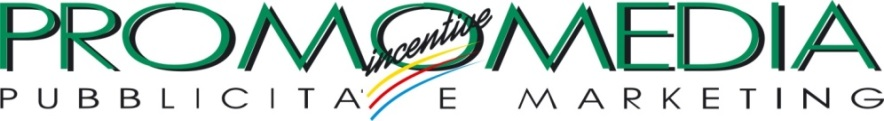 PROMOMEDIA
incentive
PUBBLICITA' E MARKETING